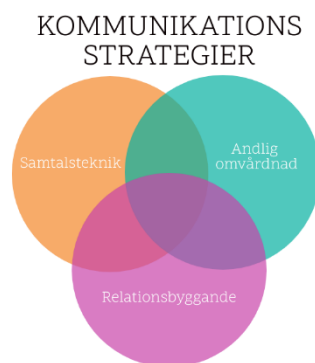 KOMMUNIKATIONS
STRATEGIER
Samtalsteknik
Andlig
omvårdnad
Relationsbyggande